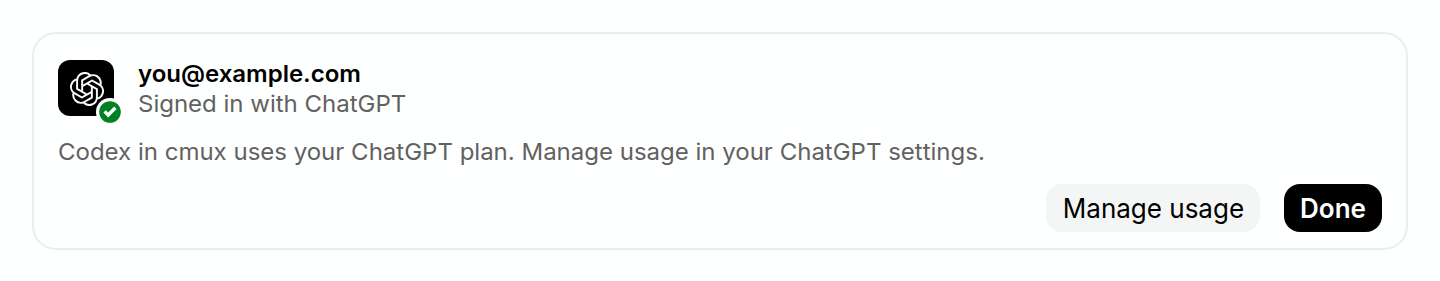 you@example.com
Signed in with ChatGPT
Codex in cmux uses your ChatGPT plan. Manage usage in your ChatGPT settings.
Manage usage
Done